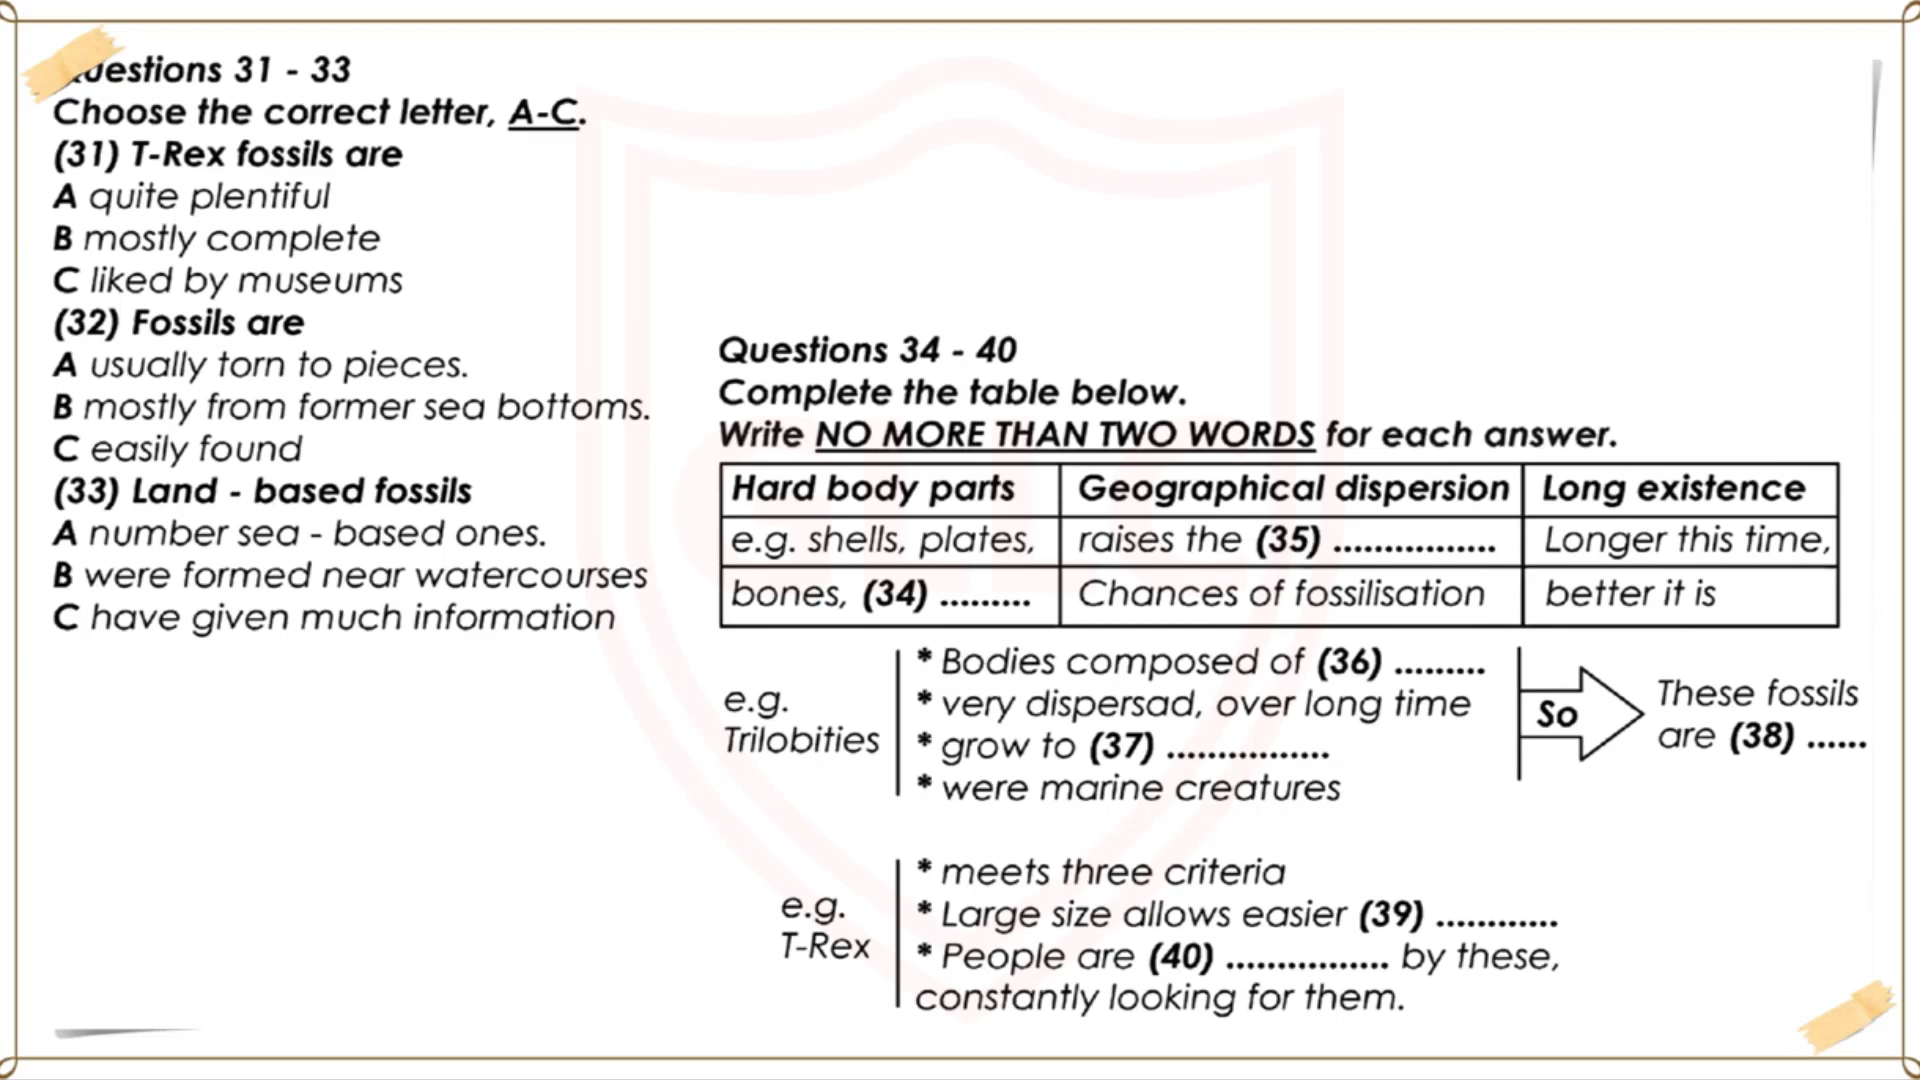 uestions 31 - 33
Choose the correct letter, A-C.
(31) T-Rex fossils are
A quite plentiful
B mostly complete
C liked by museums
(32) Fossils are
A usually torn to pieces.
B mostly from former sea bottoms.
C easily found
(33) Land - based fossils
A number sea - based ones.
B were formed near watercourses
C have given much information
Questions 34 - 40
Complete the table below.
Write NO MORE THAN TWO WORDS for each answer.
Hard body parts Geographical dispersion Long existence
e.g. shells, plates, raises the (35) ................ Longer this time,
bones, (34) ......... Chances of fossilisation better it is
e.g.
Trilobities
* Bodies composed of (36) .........
* very dispersad, over long time
* grow to (37) ................
* were marine creatures
So
These fossils
are (38) ......
e.g.
T-Rex
* meets three criteria
* Large size allows easier (39) ............
* People are (40) ................ by these,
constantly looking for them.